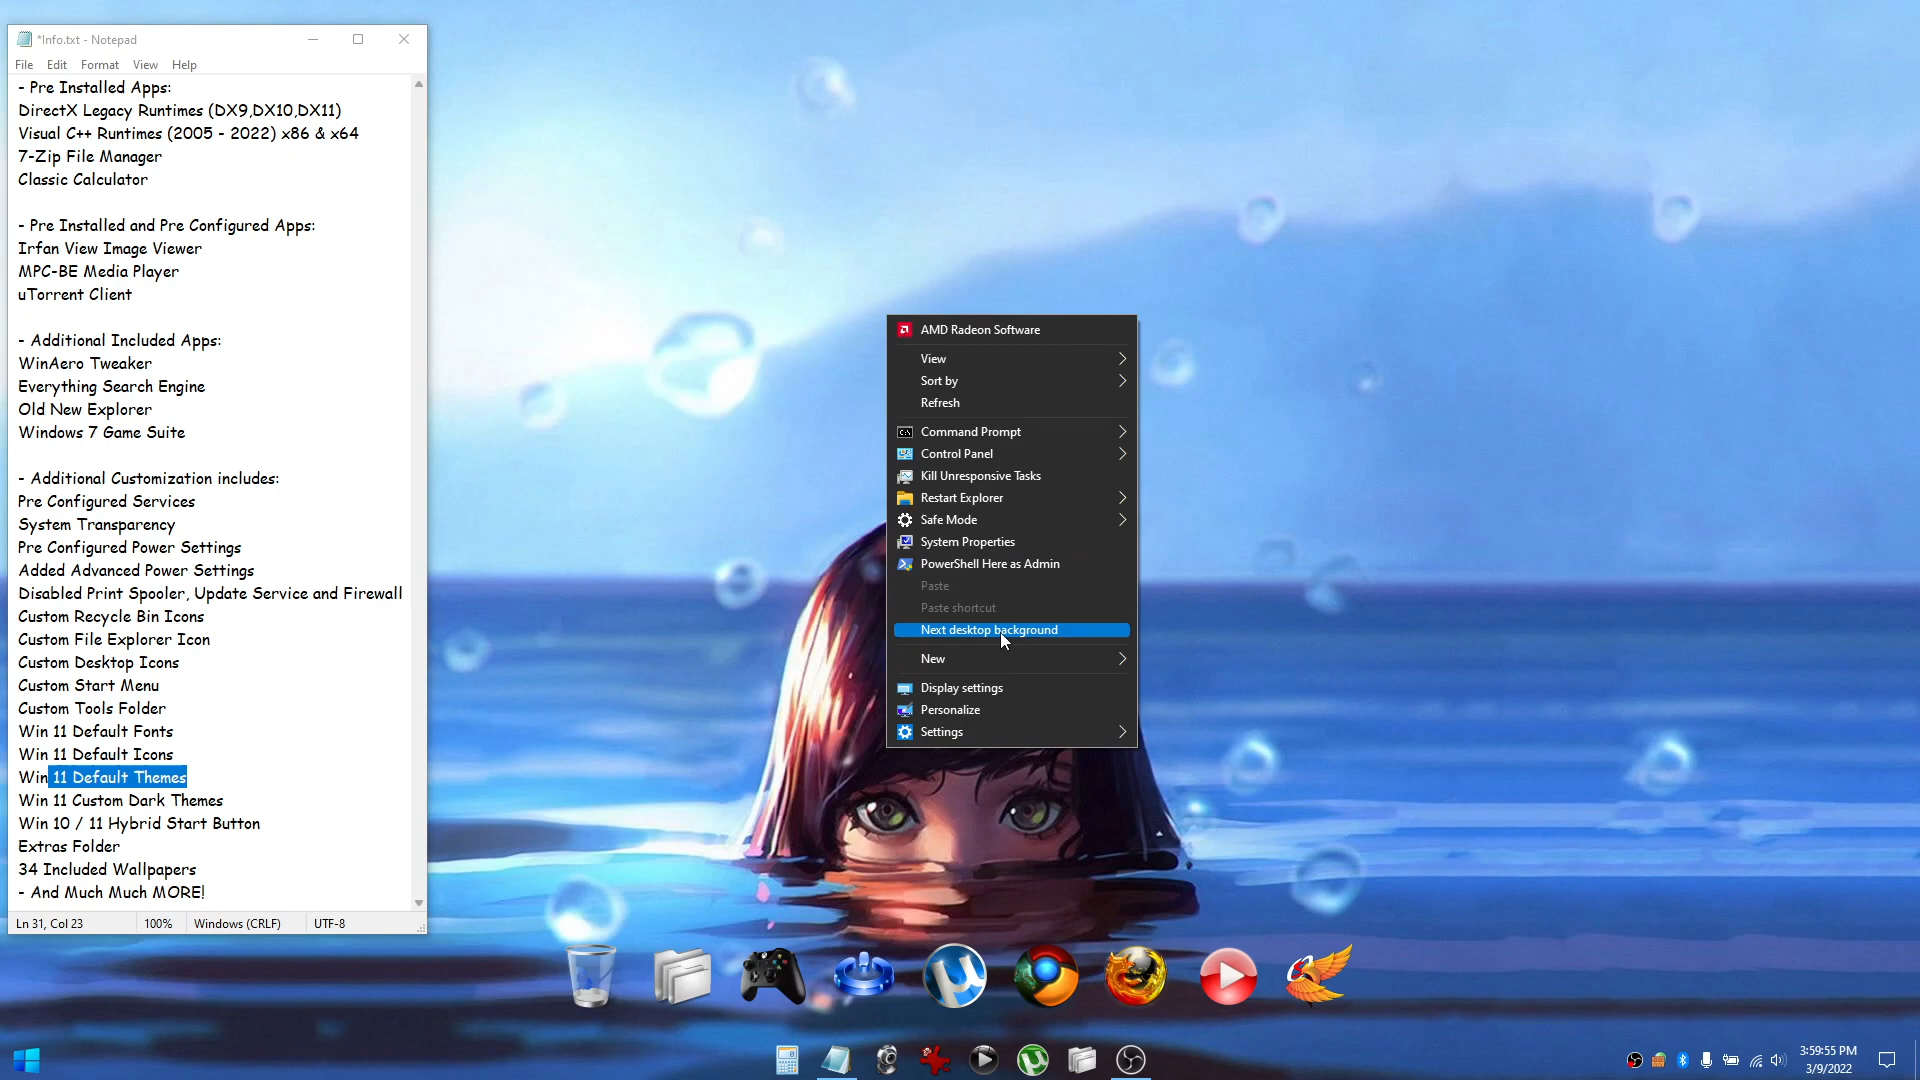 *Info.txt - Notepad
File Edit Format View Help
- Pre Installed Apps:
DirectX Legacy Runtimes (DX9,DX10,DX11)
Visual C++ Runtimes (2005 - 2022) x86 & x64
7-Zip File Manager
Classic Calculator
- Pre Installed and Pre Configured Apps:
Irfan View Image Viewer
MPC-BE Media Player
uTorrent Client
- Additional Included Apps:
WinAero Tweaker
Everything Search Engine
Old New Explorer
Windows 7 Game Suite
- Additional Customization includes:
Pre Configured Services
System Transparency
Pre Configured Power Settings
Added Advanced Power Settings
Disabled Print Spooler, Update Service and Firewall
Custom Recycle Bin Icons
Custom File Explorer Icon
Custom Desktop Icons
Custom Start Menu
Custom Tools Folder
Win 11 Default Fonts
Win 11 Default Icons
Win 11 Default Themes
Win 11 Custom Dark Themes
Win 10 / 11 Hybrid Start Button
Extras Folder
34 Included Wallpapers
- And Much Much MORE!
Ln 31, Col 23 100% Windows (CRLF) UTF-8
AMD Radeon Software
View
Sort by
Refresh
Command Prompt
Control Panel
Kill Unresponsive Tasks
Restart Explorer
Safe Mode
System Properties
PowerShell Here as Admin
Paste
Paste shortcut
Next desktop background
New
Display settings
Personalize
Settings
3:59:55 PM
3/9/2022